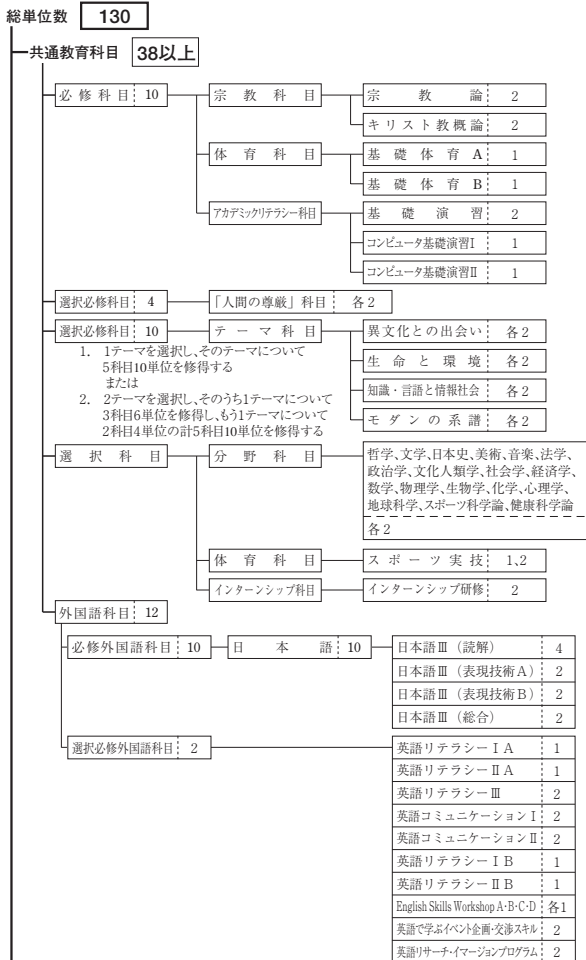 総単位数 130
共通教育科目 38以上
必修科目 10 宗教科目 宗教論 2
キリスト教概論 2
体育科目 基礎体育A 1
基礎体育B 1
アカデミックリテラシー科目 基礎演習 2
コンピュータ基礎演習I 1
コンピュータ基礎演習II 1
選択必修科目 4 「人間の尊厳」科目 各2
選択必修科目 10 テーマ科目 異文化との出会い 各2
生命と環境 各2
知識・言語と情報社会 各2
モダンの系譜 各2
1. 1テーマを選択し、そのテーマについて
5科目10単位を修得する
または
2. 2テーマを選択し、そのうち1テーマについて
3科目6単位を修得し、もう1テーマについて
2科目4単位の計5科目10単位を修得する
選択科目 分野科目 哲学、文学、日本史、美術、音楽、法学、
政治学、文化人類学、社会学、経済学、
数学、物理学、生物学、化学、心理学、
地球科学、スポーツ科学論、健康科学論
各2
体育科目 スポーツ実技 1,2
インターンシップ科目 インターンシップ研修 2
外国語科目 12
必修外国語科目 10 日本語 10 日本語Ⅲ(読解) 4
日本語Ⅲ(表現技術A) 2
日本語Ⅲ(表現技術B) 2
日本語Ⅲ(総合) 2
選択必修外国語科目 2 英語リテラシーⅠA 1
英語リテラシーⅡA 1
英語リテラシーⅢ 2
英語コミュニケーションⅠ 2
英語コミュニケーションⅡ 2
英語リテラシーⅠB 1
英語リテラシーⅡB 1
English Skills Workshop A・B・C・D 各1
英語で学ぶイベント企画・交渉スキル 2
英語リサーチ・イマージョンプログラム 2